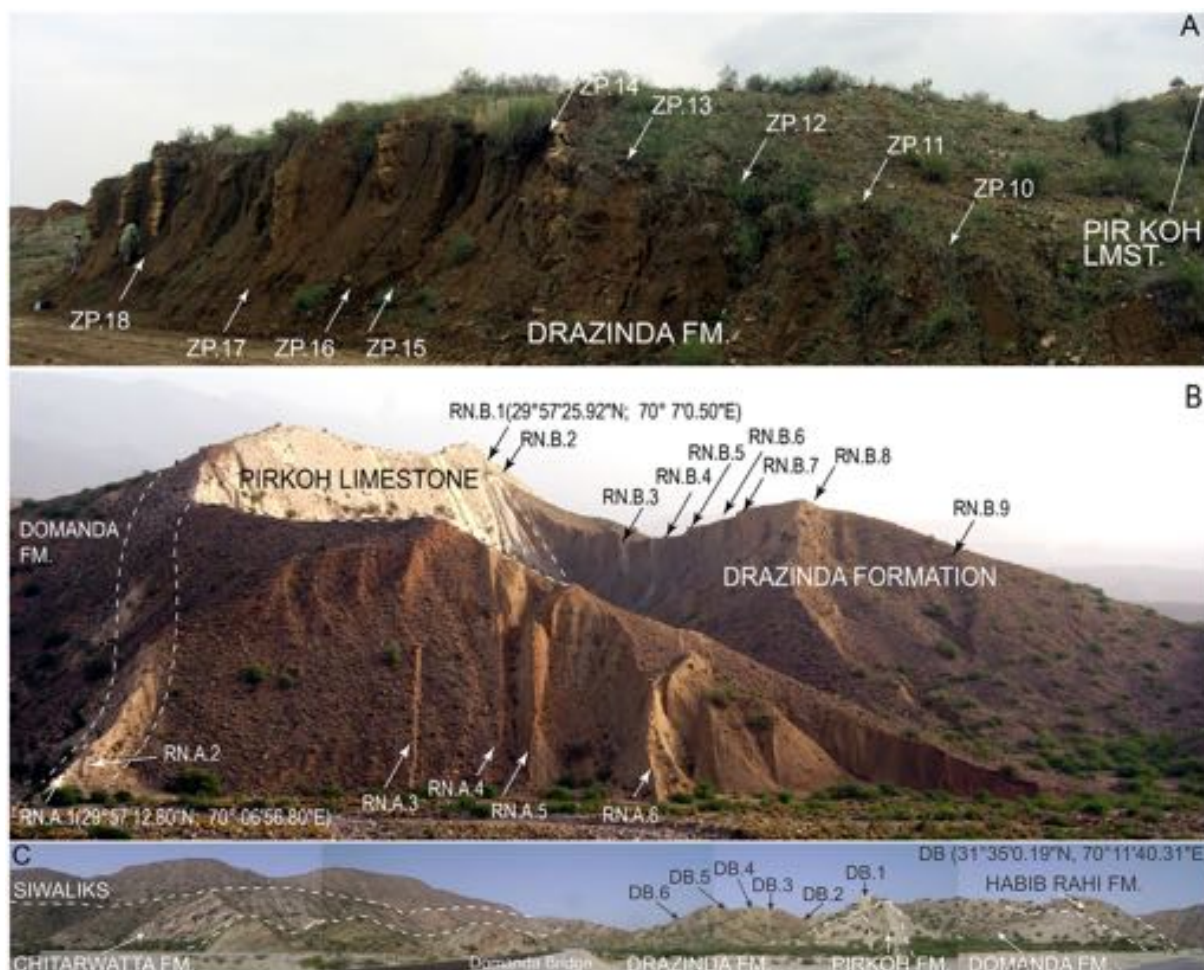 A
ZP.14
ZP.13
ZP.12
ZP.11
ZP.10
PIR KOH
LMST.
ZP.18
ZP.17
ZP.16
ZP.15
DRAZINDA FM.
B
RN.B.1(29°57'25.92"N; 70° 7'0.50"E)
RN.B.2
RN.B.6
RN.B.5
RN.B.7
RN.B.8
RN.B.4
RN.B.3
RN.B.9
PIRKOH LIMESTONE
DOMANDA
FM.
DRAZINDA FORMATION
RN.A.2
RN.A.3
RN.A.4
RN.A.5
RN.A.6
RN.A.1(29°57'12.80"N; 70° 06'56.80"E)
C
DB (31°35'0.19"N, 70°11'40.31"E
SIWALIKS
DB.6
DB.5
DB.4
DB.3
DB.2
DB.1
HABIB RAHI FM.
CHITARWATTA FM.
Domanda Bridge
DRAZINDA FM.
PIRKOH FM.
DOMANDA FM.